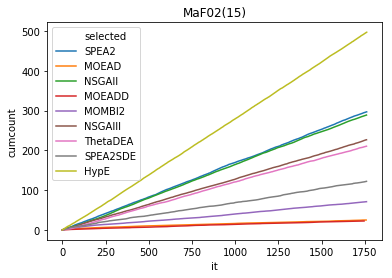 MaF02(15)
500
400
300
200
100
0
cumcount
selected
SPEA2
MOEAD
NSGAII
MOEADD
MOMBI2
NSGAIII
ThetaDEA
SPEA2SDE
HypE
0 250 500 750 1000 1250 1500 1750
it